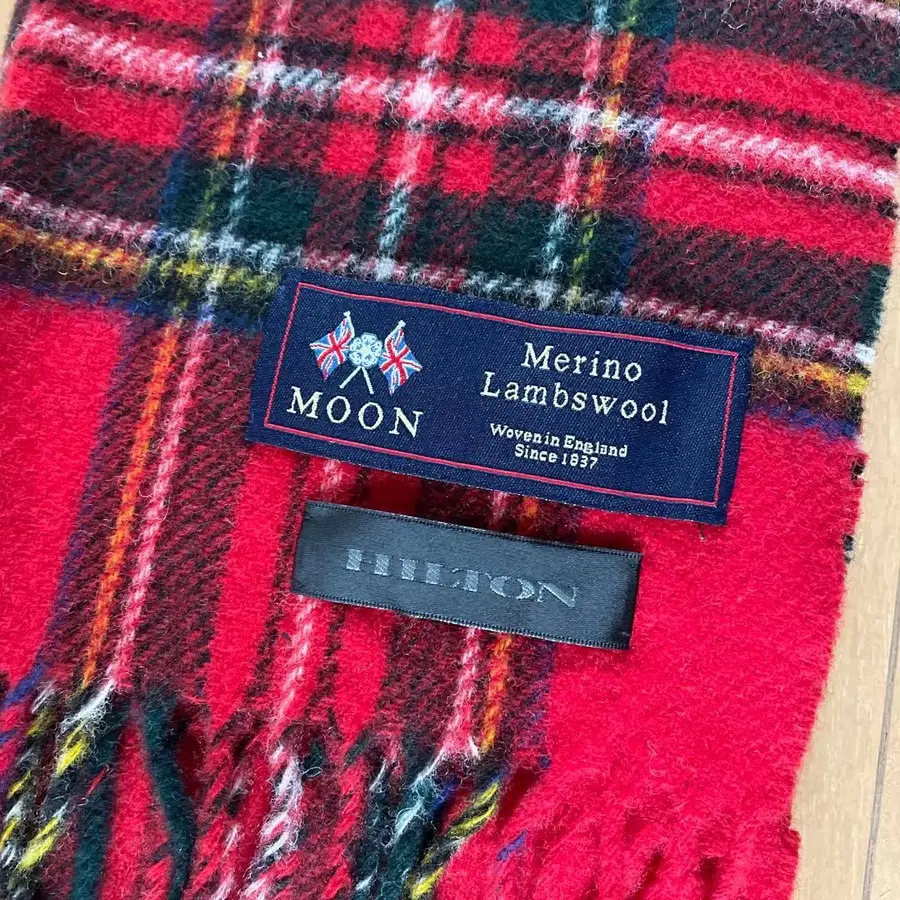 MOON
Merino
Lambswool
Woven in England
Since 1837
HILTON